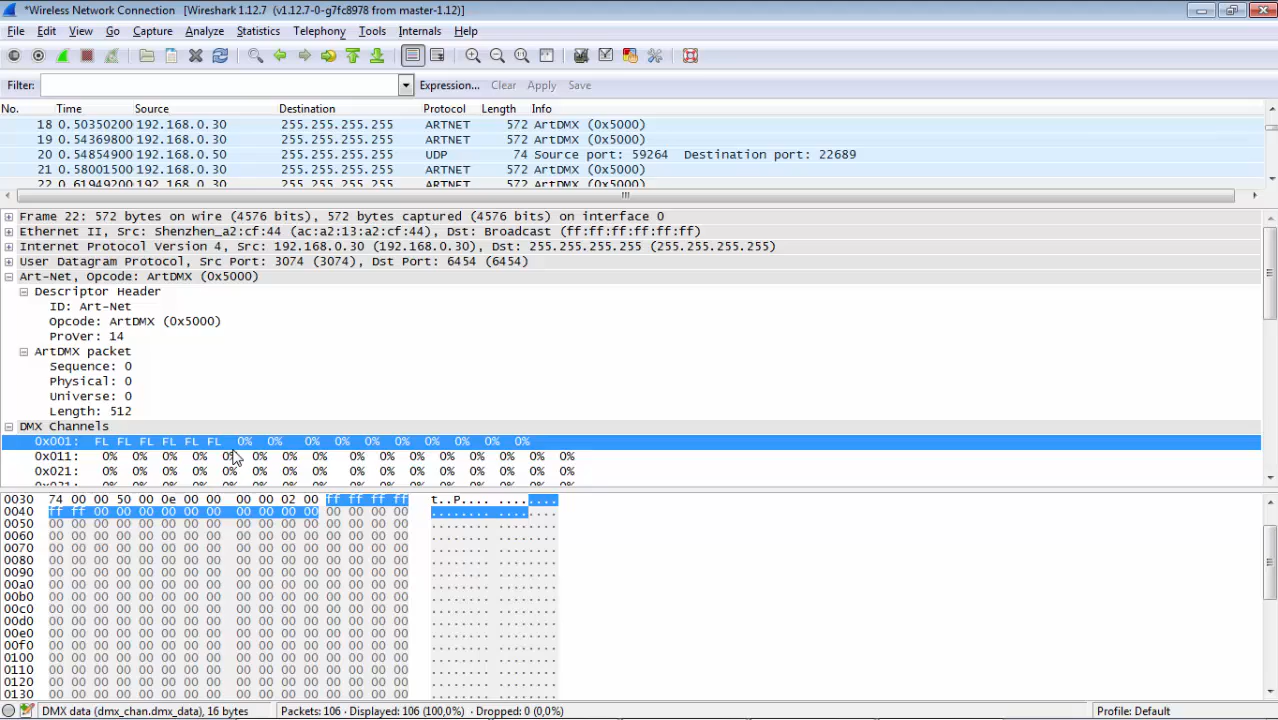 *Wireless Network Connection [Wireshark 1.12.7 (v1.12.7-0-g7fc8978 from master-1.12)]
File Edit View Go Capture Analyze Statistics Telephony Tools Internals Help
Filter: Expression... Clear Apply Save
No. Time Source Destination Protocol Length Info
18 0.50350200 192.168.0.30 255.255.255.255 ARTNET 572 ArtDMX (0x5000)
19 0.54369800 192.168.0.30 255.255.255.255 ARTNET 572 ArtDMX (0x5000)
20 0.54854900 192.168.0.50 255.255.255.255 UDP 74 Source port: 59264 Destination port: 22689
21 0.58001500 192.168.0.30 255.255.255.255 ARTNET 572 ArtDMX (0x5000)
22 0.61949200 192.168.0.30 255.255.255.255 ARTNET 572 ArtDMX (0x5000)
Frame 22: 572 bytes on wire (4576 bits), 572 bytes captured (4576 bits) on interface 0
Ethernet II, Src: Shenzhen_a2:cf:44 (ac:a2:13:a2:cf:44), Dst: Broadcast (ff:ff:ff:ff:ff:ff)
Internet Protocol Version 4, Src: 192.168.0.30 (192.168.0.30), Dst: 255.255.255.255 (255.255.255.255)
User Datagram Protocol, Src Port: 3074 (3074), Dst Port: 6454 (6454)
Art-Net, Opcode: ArtDMX (0x5000)
Descriptor Header
ID: Art-Net
Opcode: ArtDMX (0x5000)
ProVer: 14
ArtDMX packet
Sequence: 0
Physical: 0
Universe: 0
Length: 512
DMX Channels
0x001: FL FL FL FL FL FL 0% 0% 0% 0% 0% 0% 0% 0% 0% 0%
0x011: 0% 0% 0% 0% 0% 0% 0% 0% 0% 0% 0% 0% 0% 0% 0% 0%
0x021: 0% 0% 0% 0% 0% 0% 0% 0% 0% 0% 0% 0% 0% 0% 0% 0%
0030 74 00 00 50 00 0e 00 00 00 00 02 00 ff ff ff ff t..P.... ........
0040 ff ff 00 00 00 00 00 00 00 00 00 00 00 00 00 00 ........ ........
0050 00 00 00 00 00 00 00 00 00 00 00 00 00 00 00 00 ........ ........
0060 00 00 00 00 00 00 00 00 00 00 00 00 00 00 00 00 ........ ........
0070 00 00 00 00 00 00 00 00 00 00 00 00 00 00 00 00 ........ ........
0080 00 00 00 00 00 00 00 00 00 00 00 00 00 00 00 00 ........ ........
0090 00 00 00 00 00 00 00 00 00 00 00 00 00 00 00 00 ........ ........
00a0 00 00 00 00 00 00 00 00 00 00 00 00 00 00 00 00 ........ ........
00b0 00 00 00 00 00 00 00 00 00 00 00 00 00 00 00 00 ........ ........
00c0 00 00 00 00 00 00 00 00 00 00 00 00 00 00 00 00 ........ ........
00d0 00 00 00 00 00 00 00 00 00 00 00 00 00 00 00 00 ........ ........
00e0 00 00 00 00 00 00 00 00 00 00 00 00 00 00 00 00 ........ ........
00f0 00 00 00 00 00 00 00 00 00 00 00 00 00 00 00 00 ........ ........
0100 00 00 00 00 00 00 00 00 00 00 00 00 00 00 00 00 ........ ........
0110 00 00 00 00 00 00 00 00 00 00 00 00 00 00 00 00 ........ ........
0120 00 00 00 00 00 00 00 00 00 00 00 00 00 00 00 00 ........ ........
0130 00 00 00 00 00 00 00 00 00 00 00 00 00 00 00 00 ........ ........
DMX data (dmx_chan.dmx_data), 16 bytes Packets: 106 · Displayed: 106 (100,0%) · Dropped: 0 (0,0%) Profile: Default